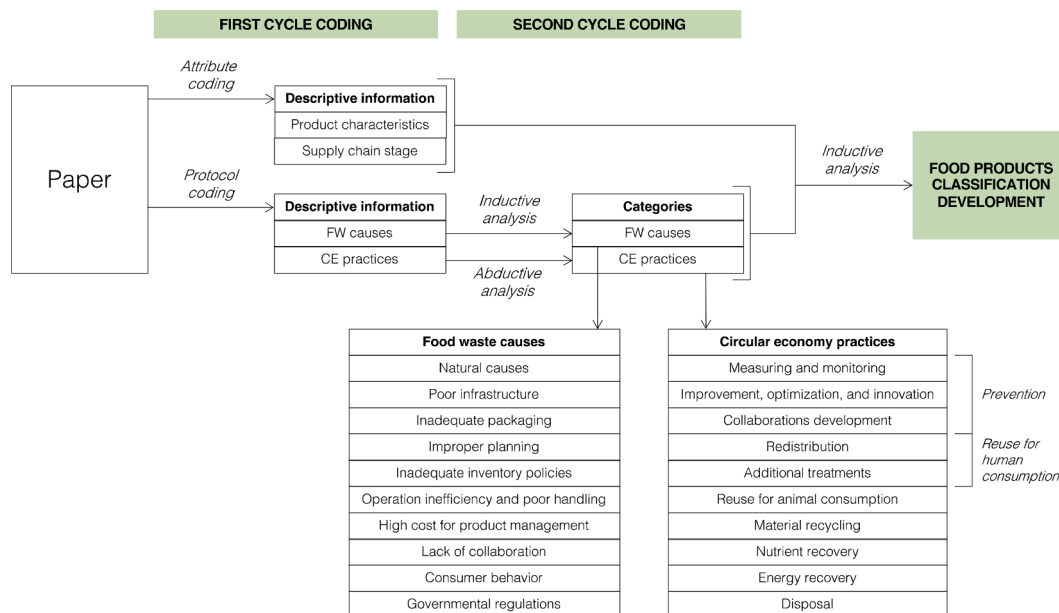 FIRST CYCLE CODING
SECOND CYCLE CODING
Attribute
coding
Paper
Descriptive information
Product characteristics
Supply chain stage
Protocol
coding
Descriptive information
FW causes
CE practices
Inductive
analysis
Abductive
analysis
Categories
FW causes
CE practices
Inductive
analysis
FOOD PRODUCTS
CLASSIFICATION
DEVELOPMENT
Food waste causes
Natural causes
Poor infrastructure
Inadequate packaging
Improper planning
Inadequate inventory policies
Operation inefficiency and poor handling
High cost for product management
Lack of collaboration
Consumer behavior
Governmental regulations
Circular economy practices
Measuring and monitoring
Improvement, optimization, and innovation
Collaborations development
Redistribution
Additional treatments
Reuse for animal consumption
Material recycling
Nutrient recovery
Energy recovery
Disposal
Prevention
Reuse for
human
consumption